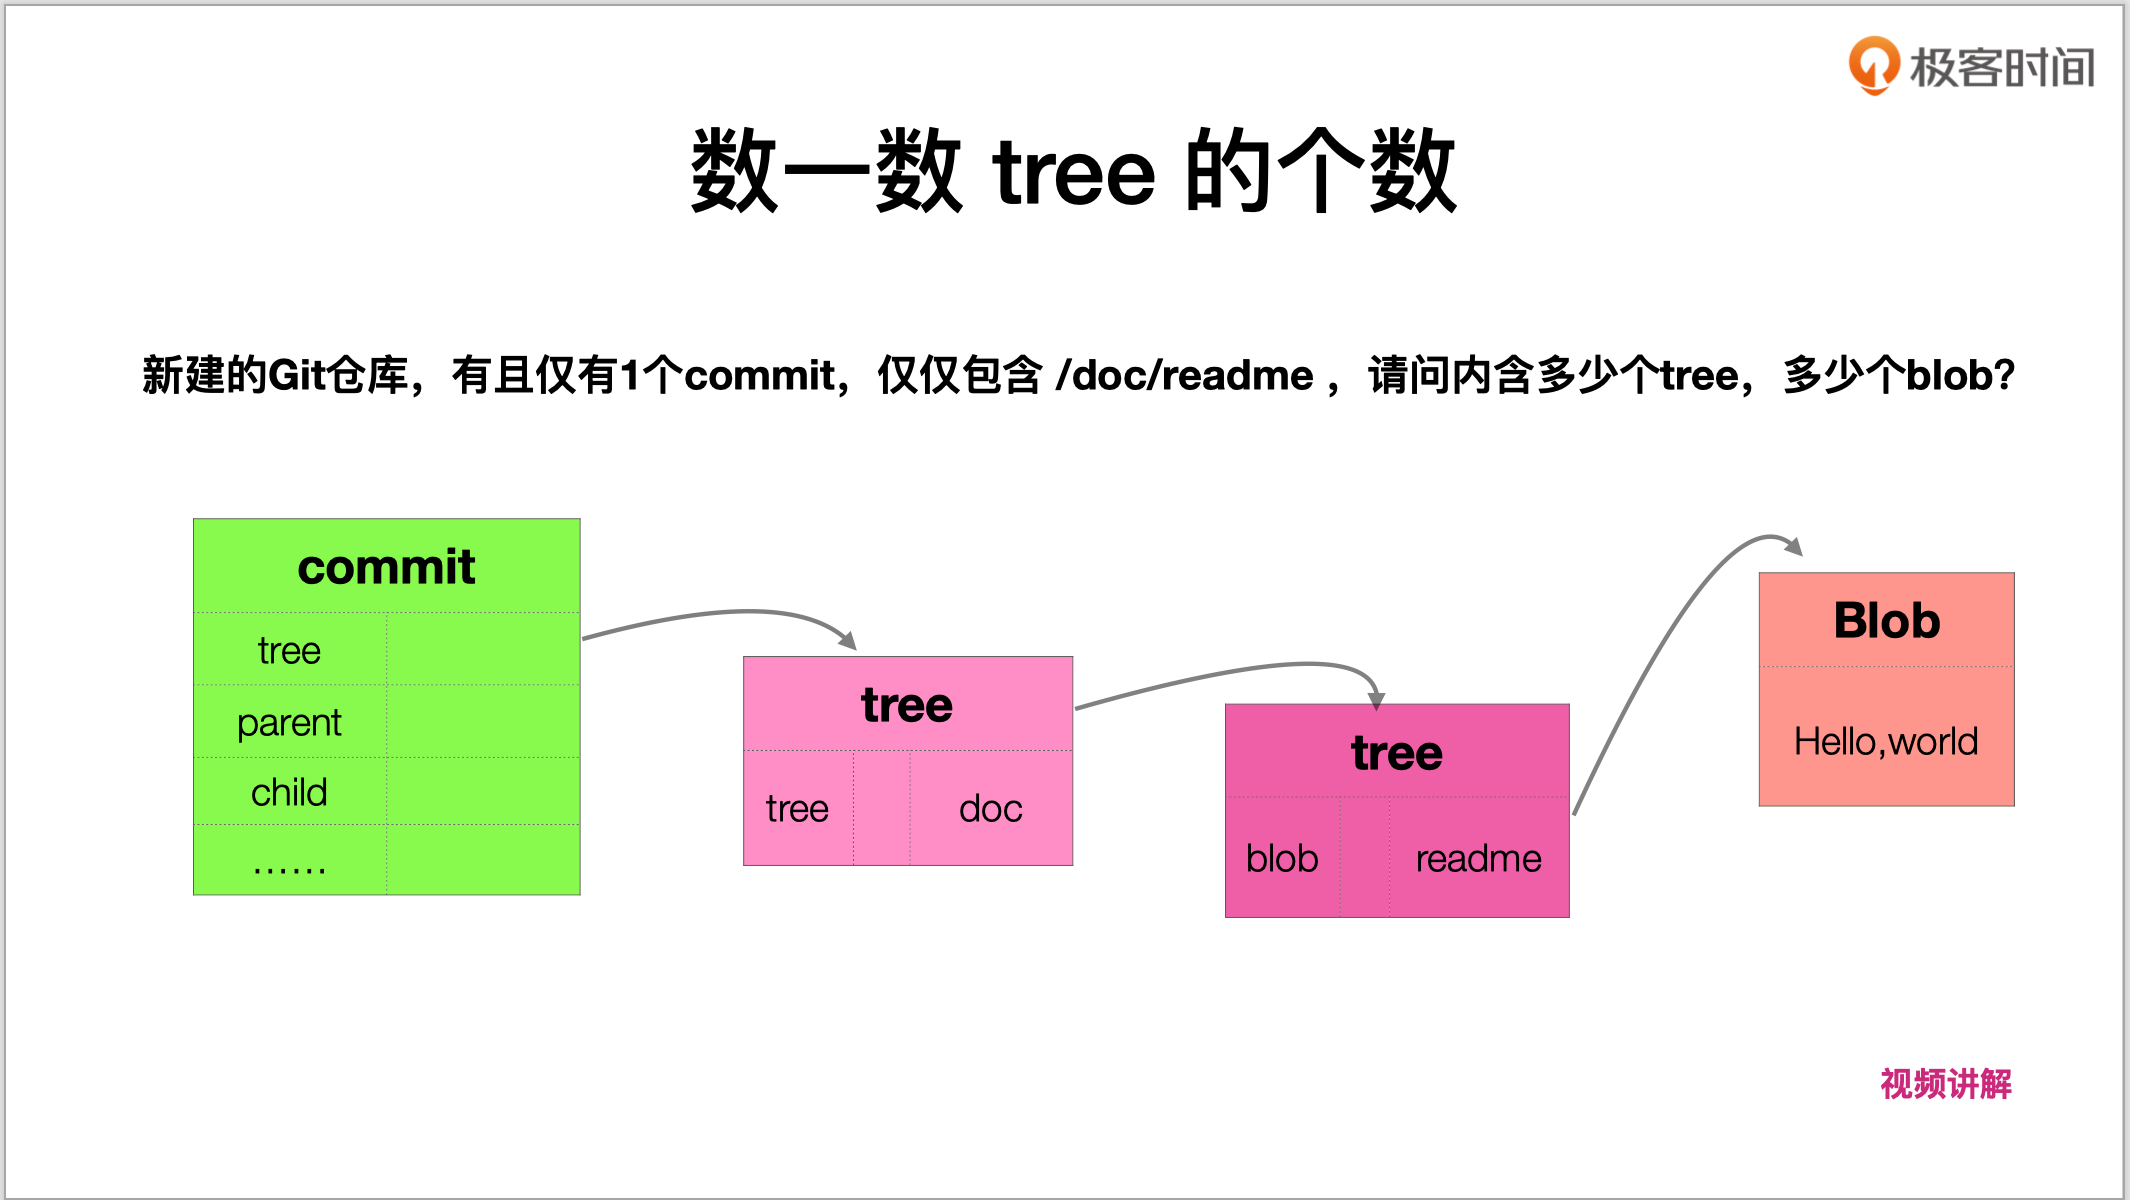 极客时间
数一数 tree 的个数
新建的Git仓库，有且仅有1个commit，仅仅包含 /doc/readme ，请问内含多少个tree，多少个blob？
commit
tree
parent
child
……
tree
tree doc
tree
blob readme
Blob
Hello,world
视频讲解